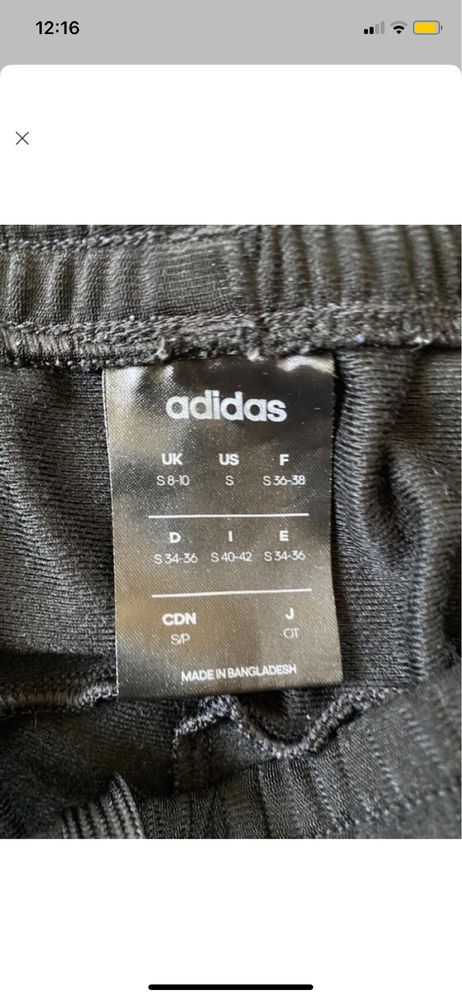 12:16
adidas
UK US F
S 8-10 S S 36-38
D I E
S 34-36 S 40-42 S 34-36
CDN J
S/P OT
MADE IN BANGLADESH